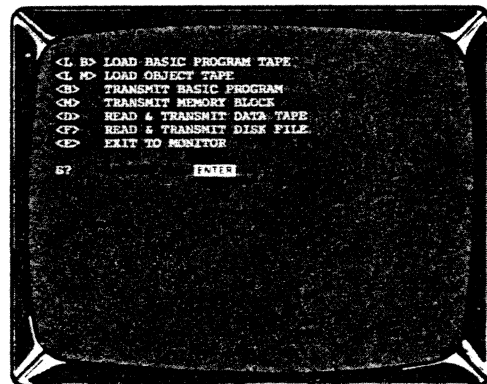 <L B> LOAD BASIC PROGRAM TAPE
<L M> LOAD OBJECT TAPE
<B> TRANSMIT BASIC PROGRAM
<M> TRANSMIT MEMORY BLOCK
<D> READ & TRANSMIT DATA TAPE
<F> READ & TRANSMIT DISK FILE
<E> EXIT TO MONITOR
S? ENTER